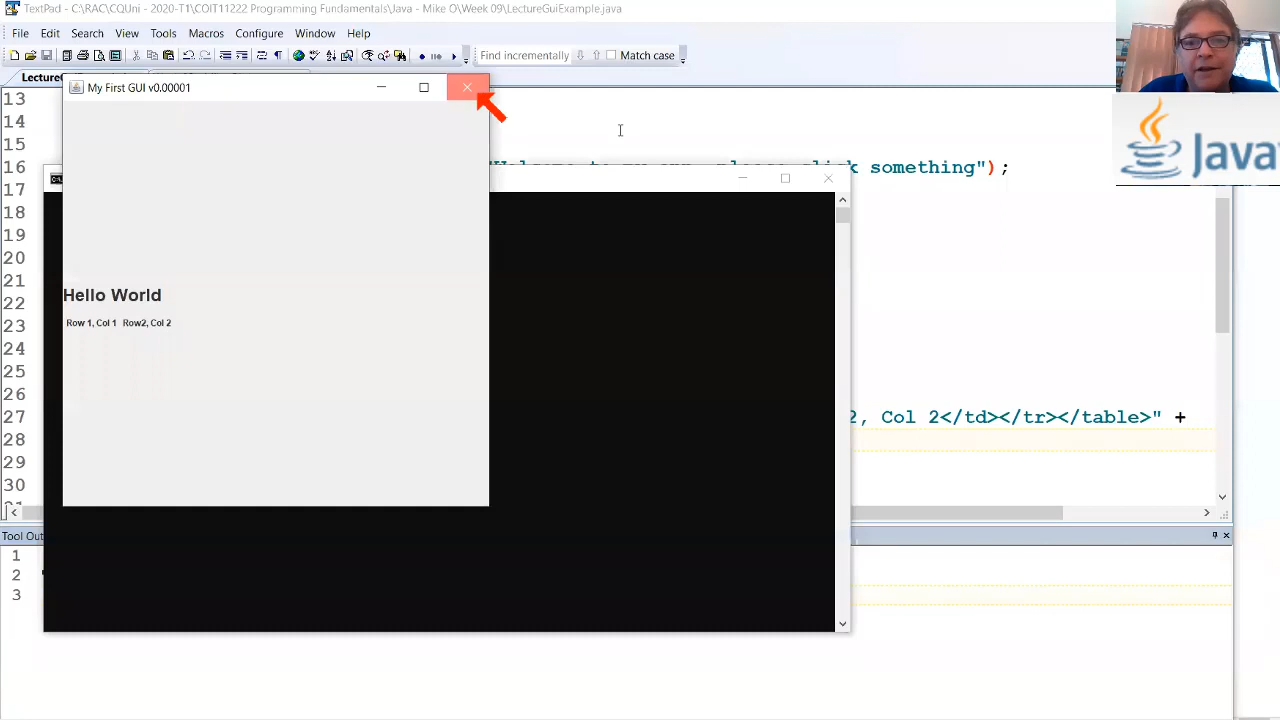 TextPad - C:\RAC\CQUni - 2020-T1\COIT11222 Programming Fundamentals\Java - Mike O\Week 09\LectureGuiExample.java
File Edit Search View Tools Macros Configure Window Help
Find incrementally Match case
My First GUI v0.00001
Java
13
14
15
16 please click something");
17
18
19
20
21
Hello World
22
23
Row 1, Col 1 Row2, Col 2
24
25
26
27 2, Col 2</td></tr></table>" +
28
29
30
Tool Out
1
2
3